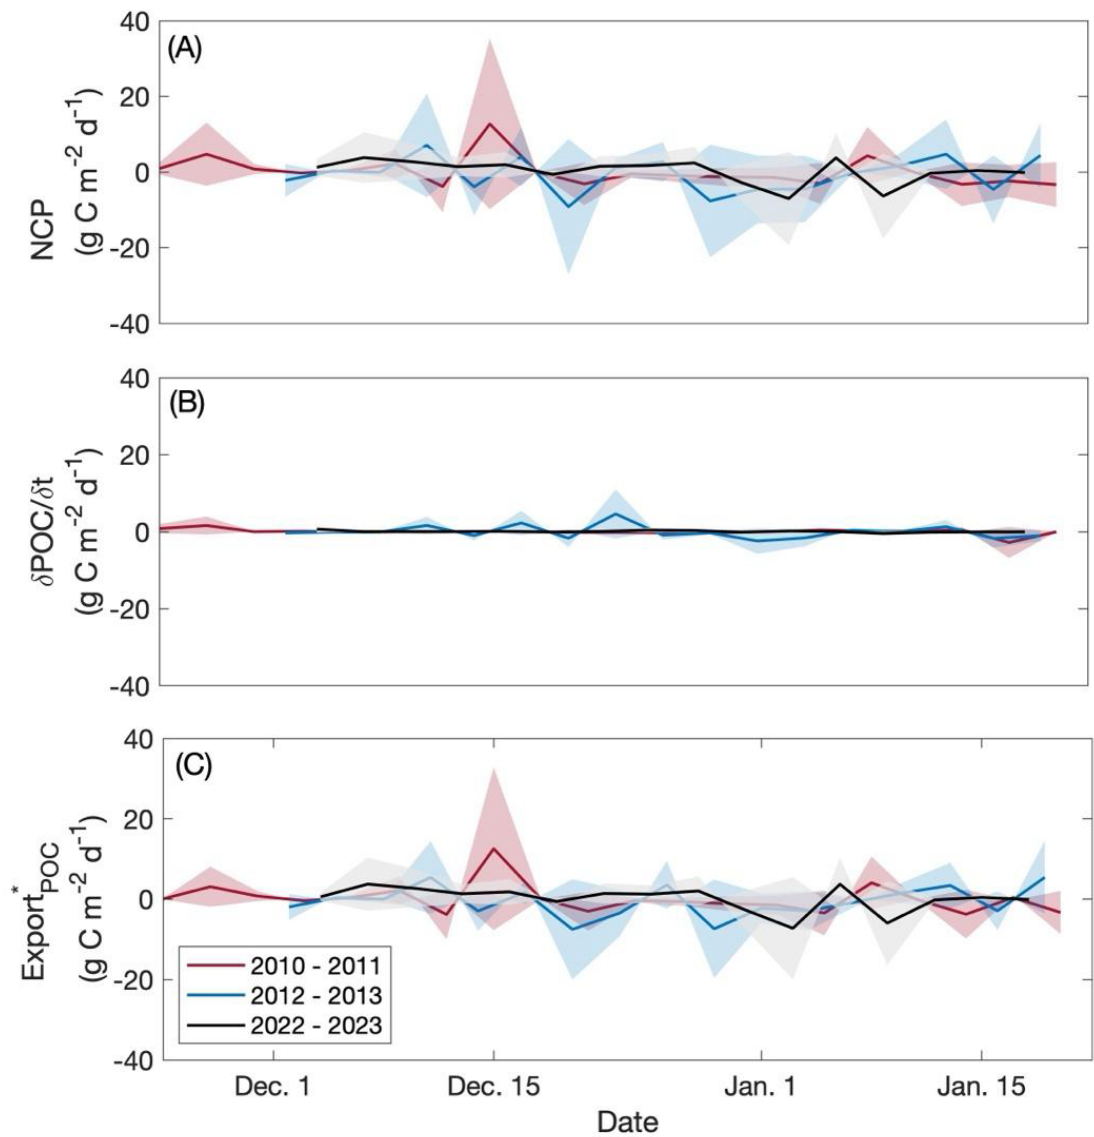 (A)
40
20
0
-20
-40
NCP
(g C m⁻² d⁻¹)
(B)
40
20
0
-20
-40
δPOC/δt
(g C m⁻² d⁻¹)
(C)
40
20
0
-20
-40
Export*POC
(g C m⁻² d⁻¹)
2010 - 2011
2012 - 2013
2022 - 2023
Dec. 1 Dec. 15 Jan. 1 Jan. 15
Date